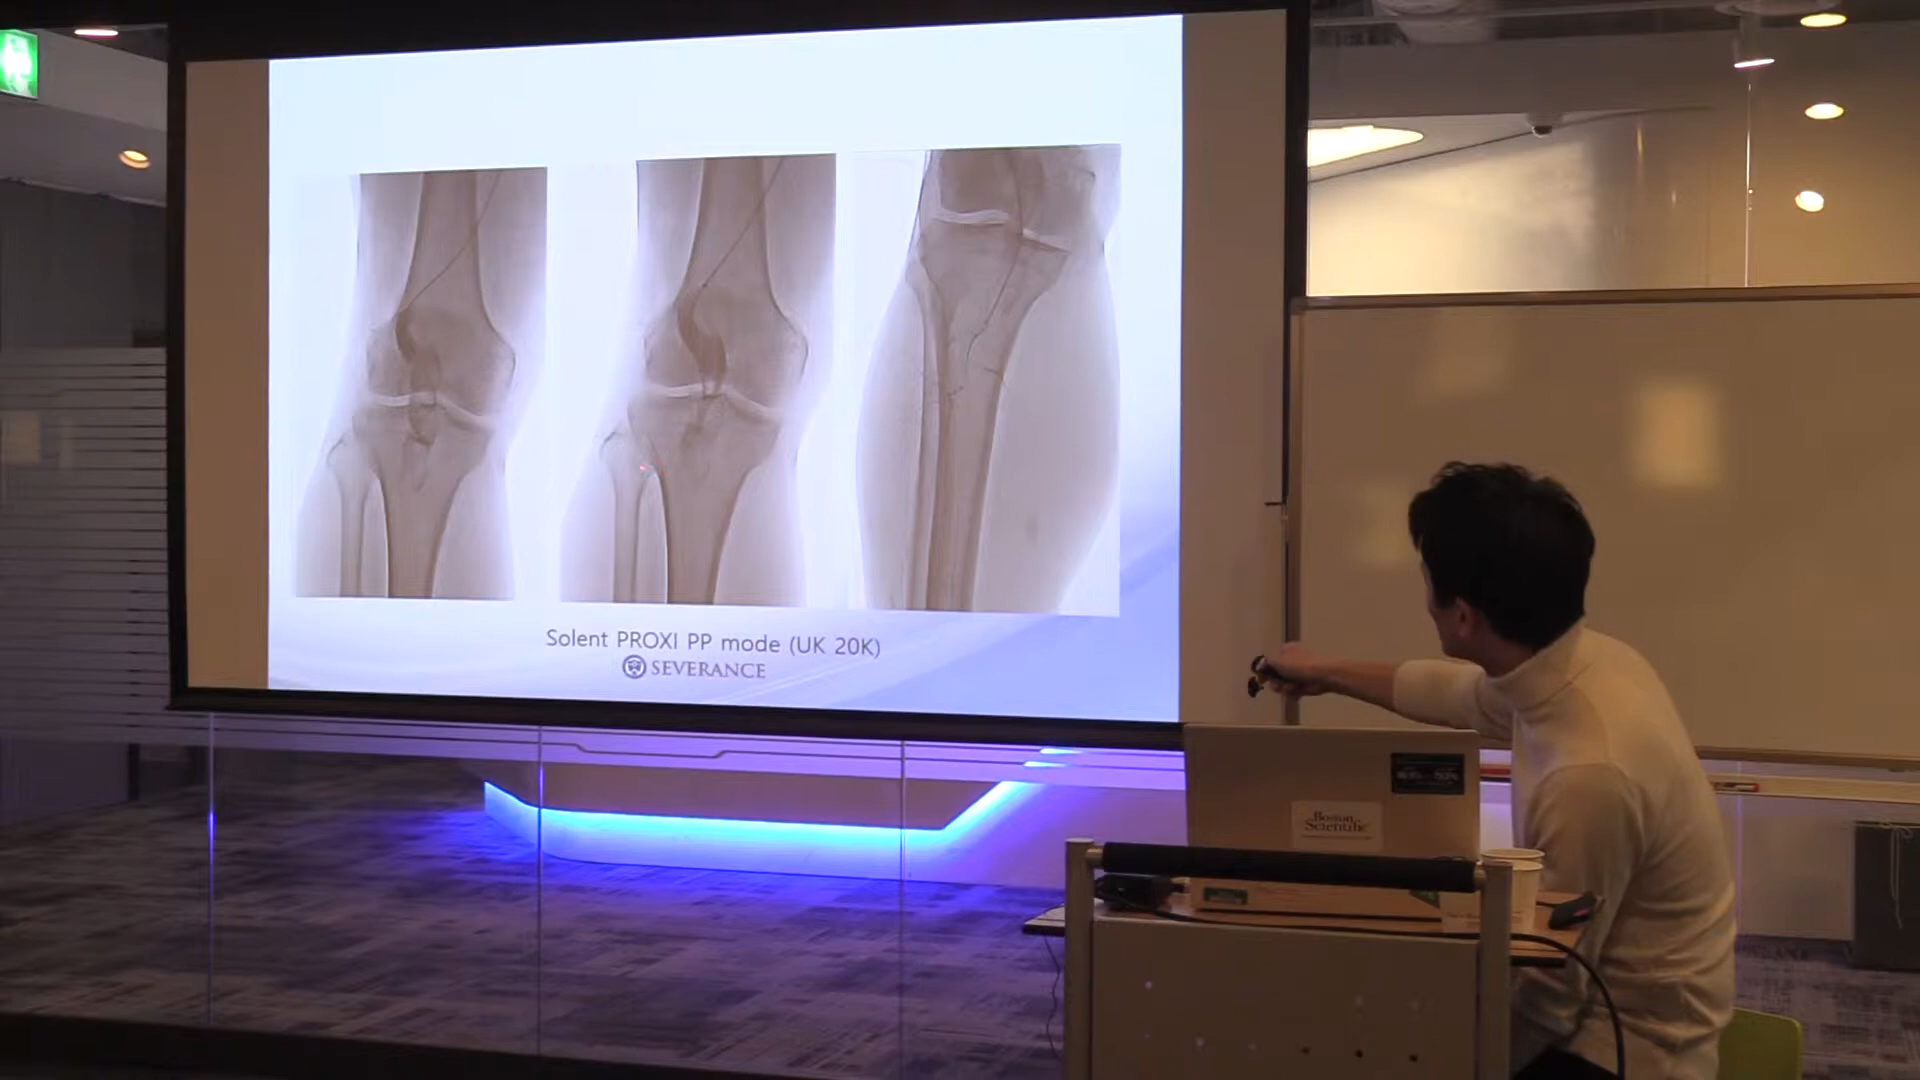 Solent PROXI PP mode (UK 20K)
SEVERANCE
Boston
Scientific